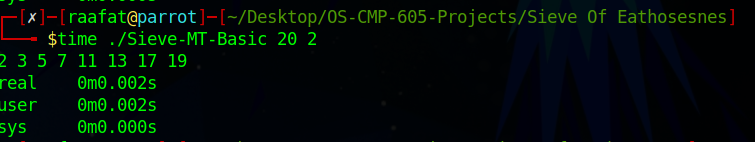 [✗]─[raafat@parrot]─[~/Desktop/OS-CMP-605-Projects/Sieve Of Eathosesnes]
$time ./Sieve-MT-Basic 20 2
2 3 5 7 11 13 17 19
real 0m0.002s
user 0m0.002s
sys 0m0.000s